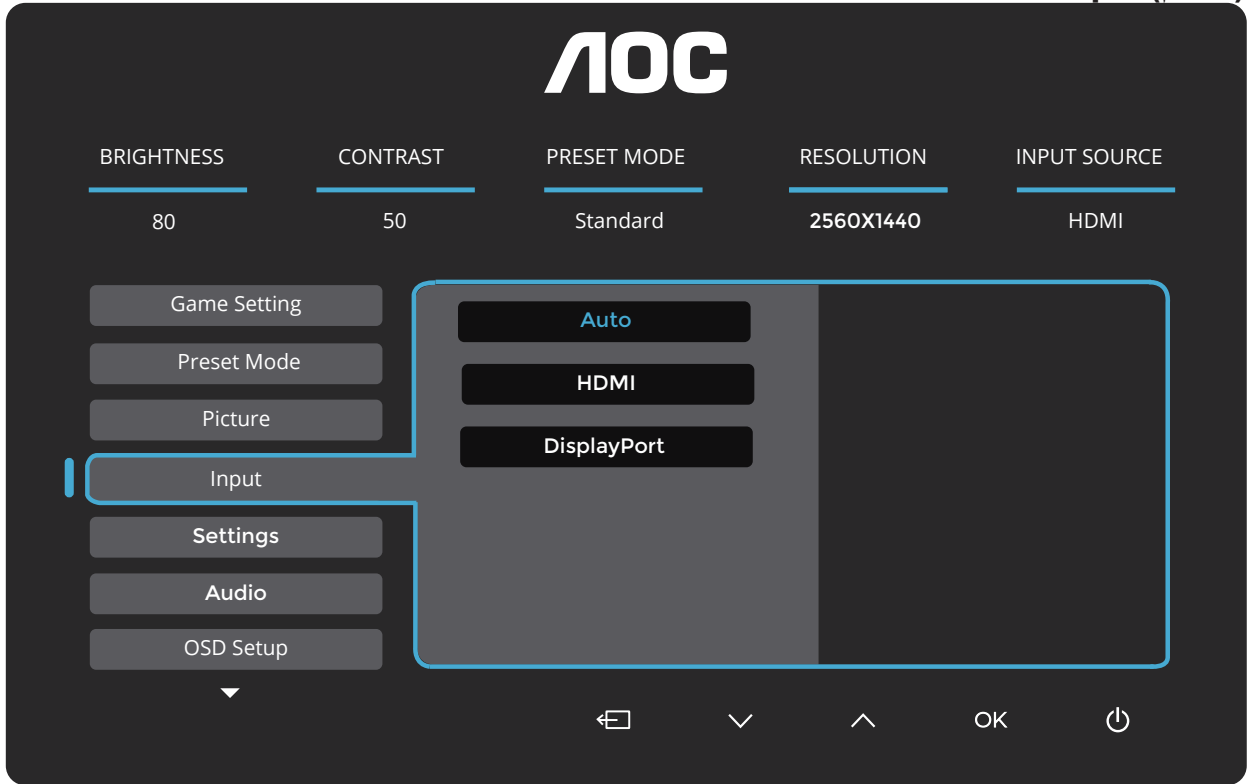 AOC
BRIGHTNESS CONTRAST PRESET MODE RESOLUTION INPUT SOURCE
80 50 Standard 2560X1440 HDMI
Game Setting
Preset Mode
Picture
Input
Settings
Audio
OSD Setup
Auto
HDMI
DisplayPort
OK